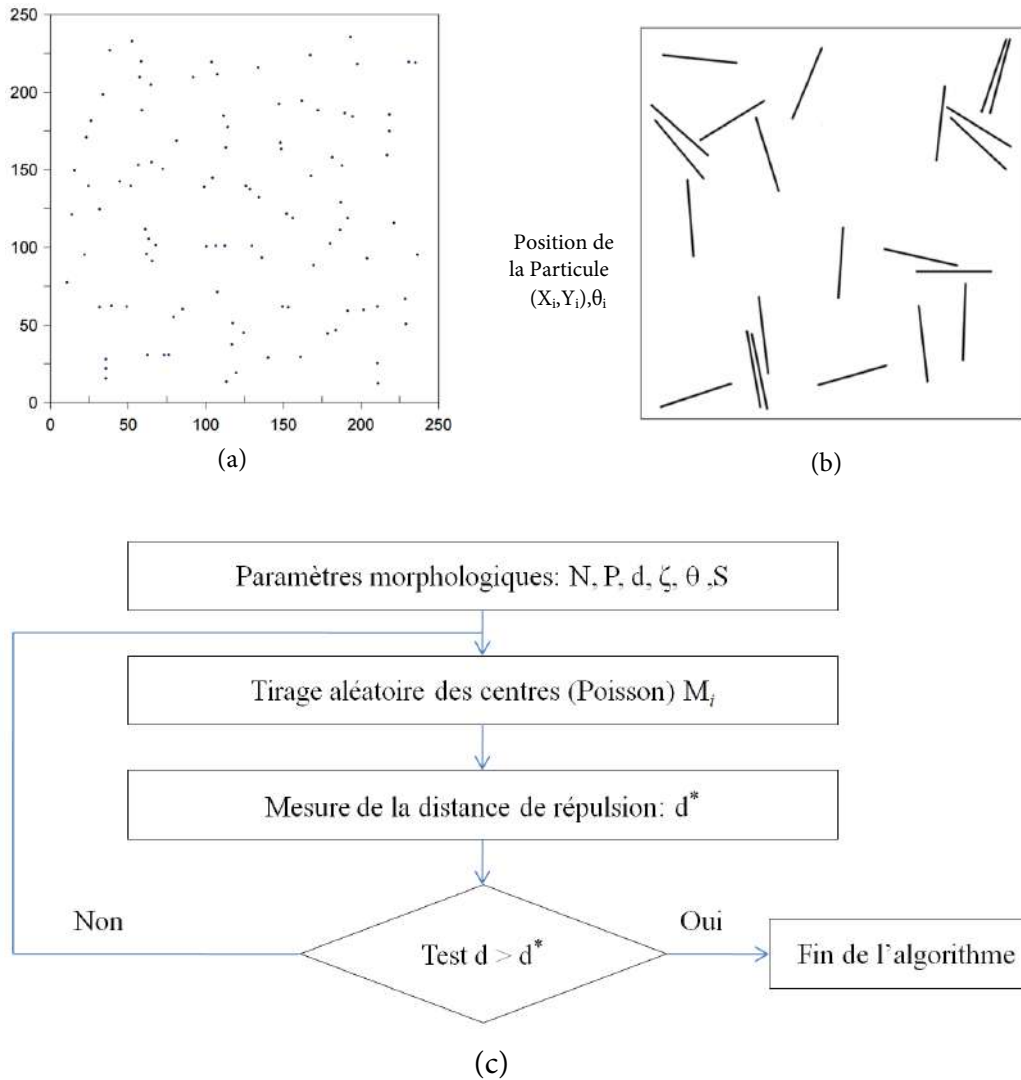 250
200
150
100
50
0
0 50 100 150 200 250
(a)
Position de
la Particule
(Xi,Yi),θi
(b)
Paramètres morphologiques: N, P, d, ζ, θ ,S
Tirage aléatoire des centres (Poisson) Mi
Mesure de la distance de répulsion: d*
Non
Test d > d*
Oui
Fin de l'algorithme
(c)